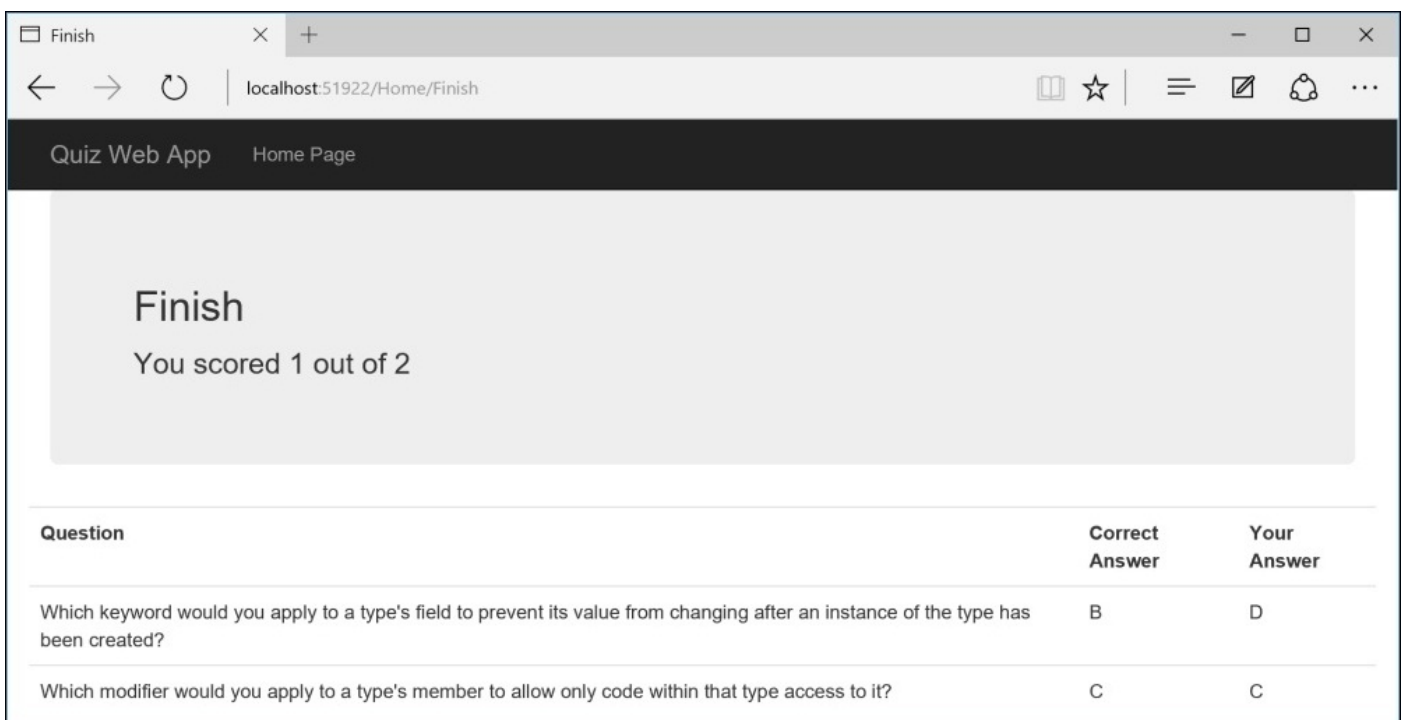 Finish
localhost:51922/Home/Finish
Quiz Web App Home Page
Finish
You scored 1 out of 2
Question Correct Answer Your Answer
Which keyword would you apply to a type's field to prevent its value from changing after an instance of the type has
been created? B D
Which modifier would you apply to a type's member to allow only code within that type access to it? C C